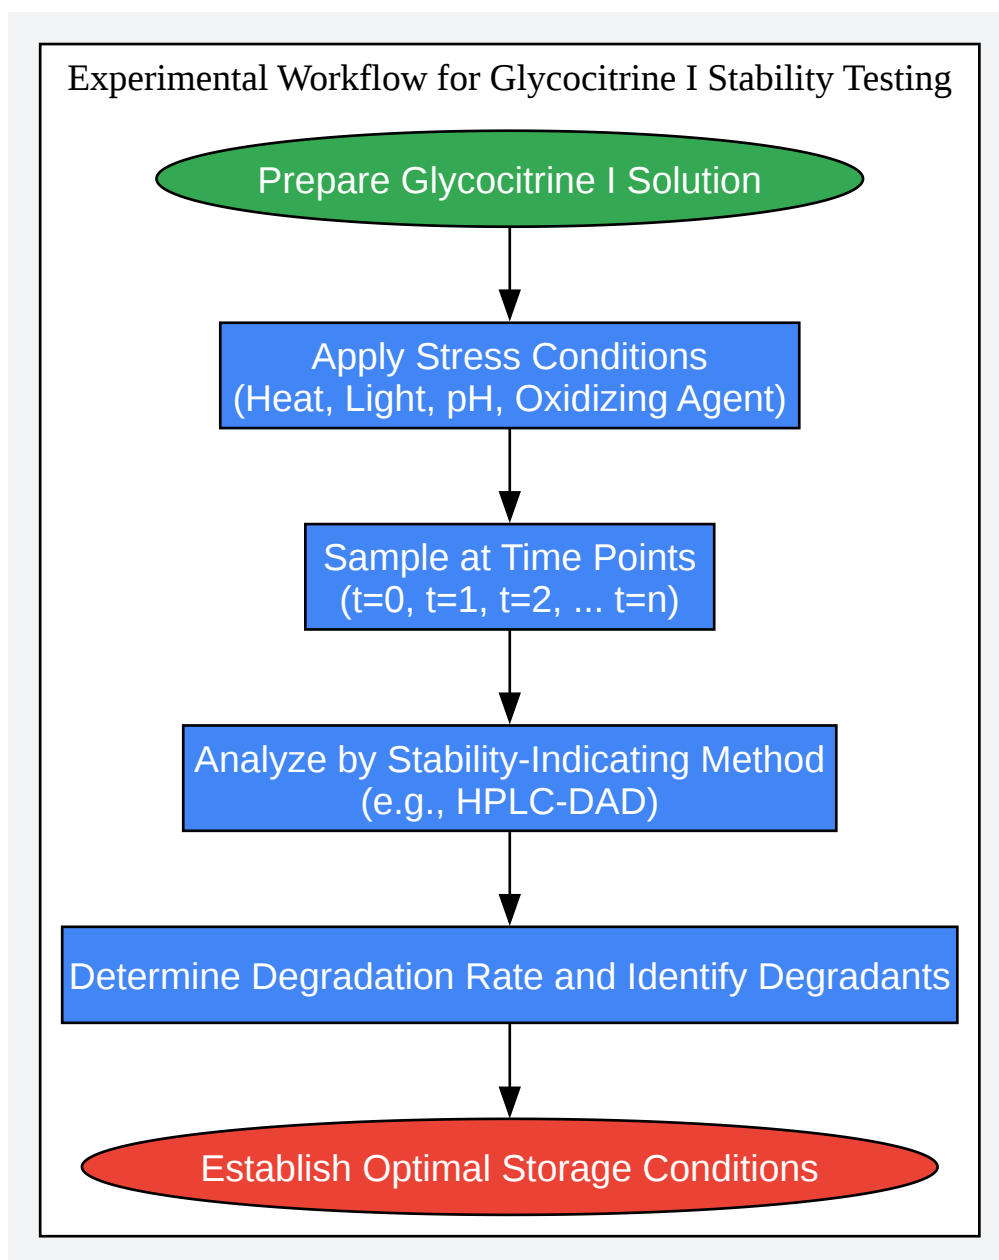 Experimental Workflow for Glycocitrine I Stability Testing
Prepare Glycocitrine I Solution
Apply Stress Conditions
(Heat, Light, pH, Oxidizing Agent)
Sample at Time Points
(t=0, t=1, t=2, ... t=n)
Analyze by Stability-Indicating Method
(e.g., HPLC-DAD)
Determine Degradation Rate and Identify Degradants
Establish Optimal Storage Conditions